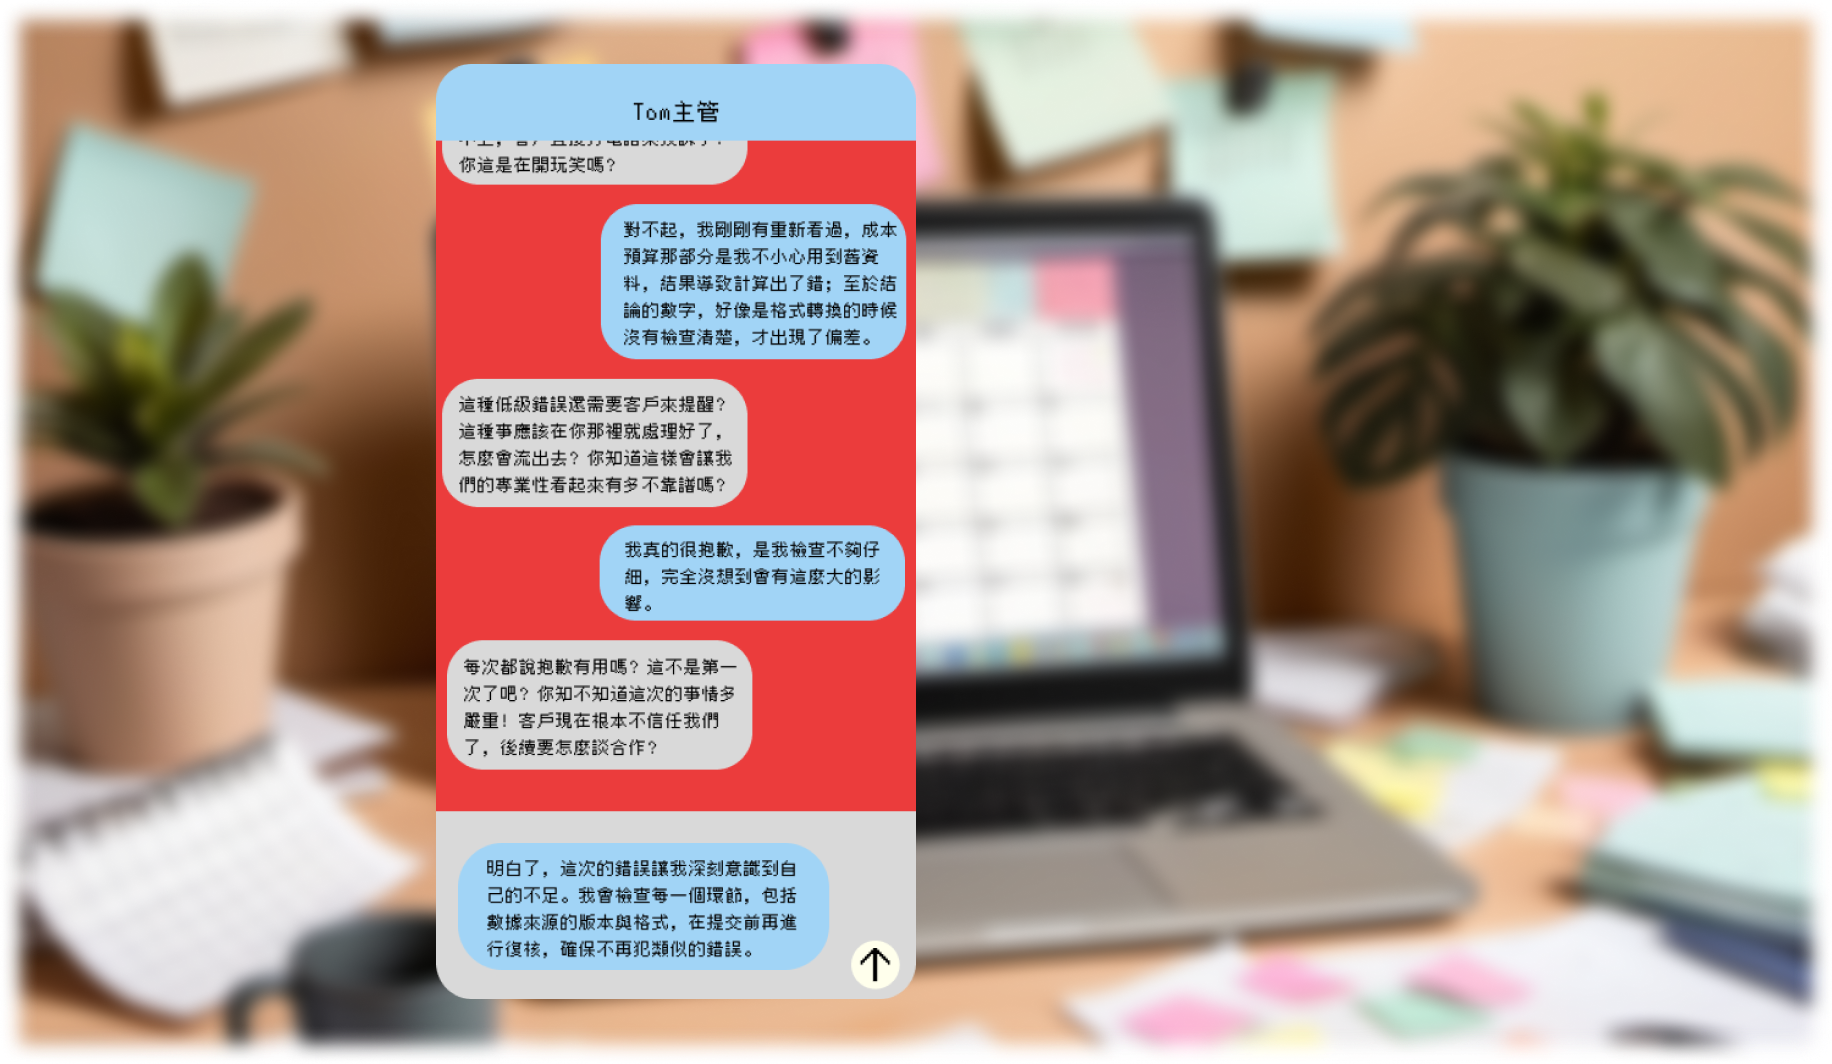 Tom主管
你這是在開玩笑嗎？
對不起，我剛剛有重新看過，成本
預算那部分是我不小心用到舊資
料，結果導致計算出了錯；至於結
論的數字，好像是格式轉換的時候
沒有檢查清楚，才出現了偏差。
這種低級錯誤還需要客戶來提醒？
這種事應該在你那裡就處理好了，
怎麼會流出去？你知道這樣會讓我
們的專業性看起來有多不靠譜嗎？
我真的很抱歉，是我檢查不夠仔
細，完全沒想到會有這麼大的影
響。
每次都說抱歉有用嗎？這不是第一
次了吧？你知不知道這次的事情多
嚴重！客戶現在根本不信任我們
了，後續要怎麼談合作？
明白了，這次的錯誤讓我深刻意識到自
己的不足。我會檢查每一個環節，包括
數據來源的版本與格式，在提交前再進
行復核，確保不再犯類似的錯誤。